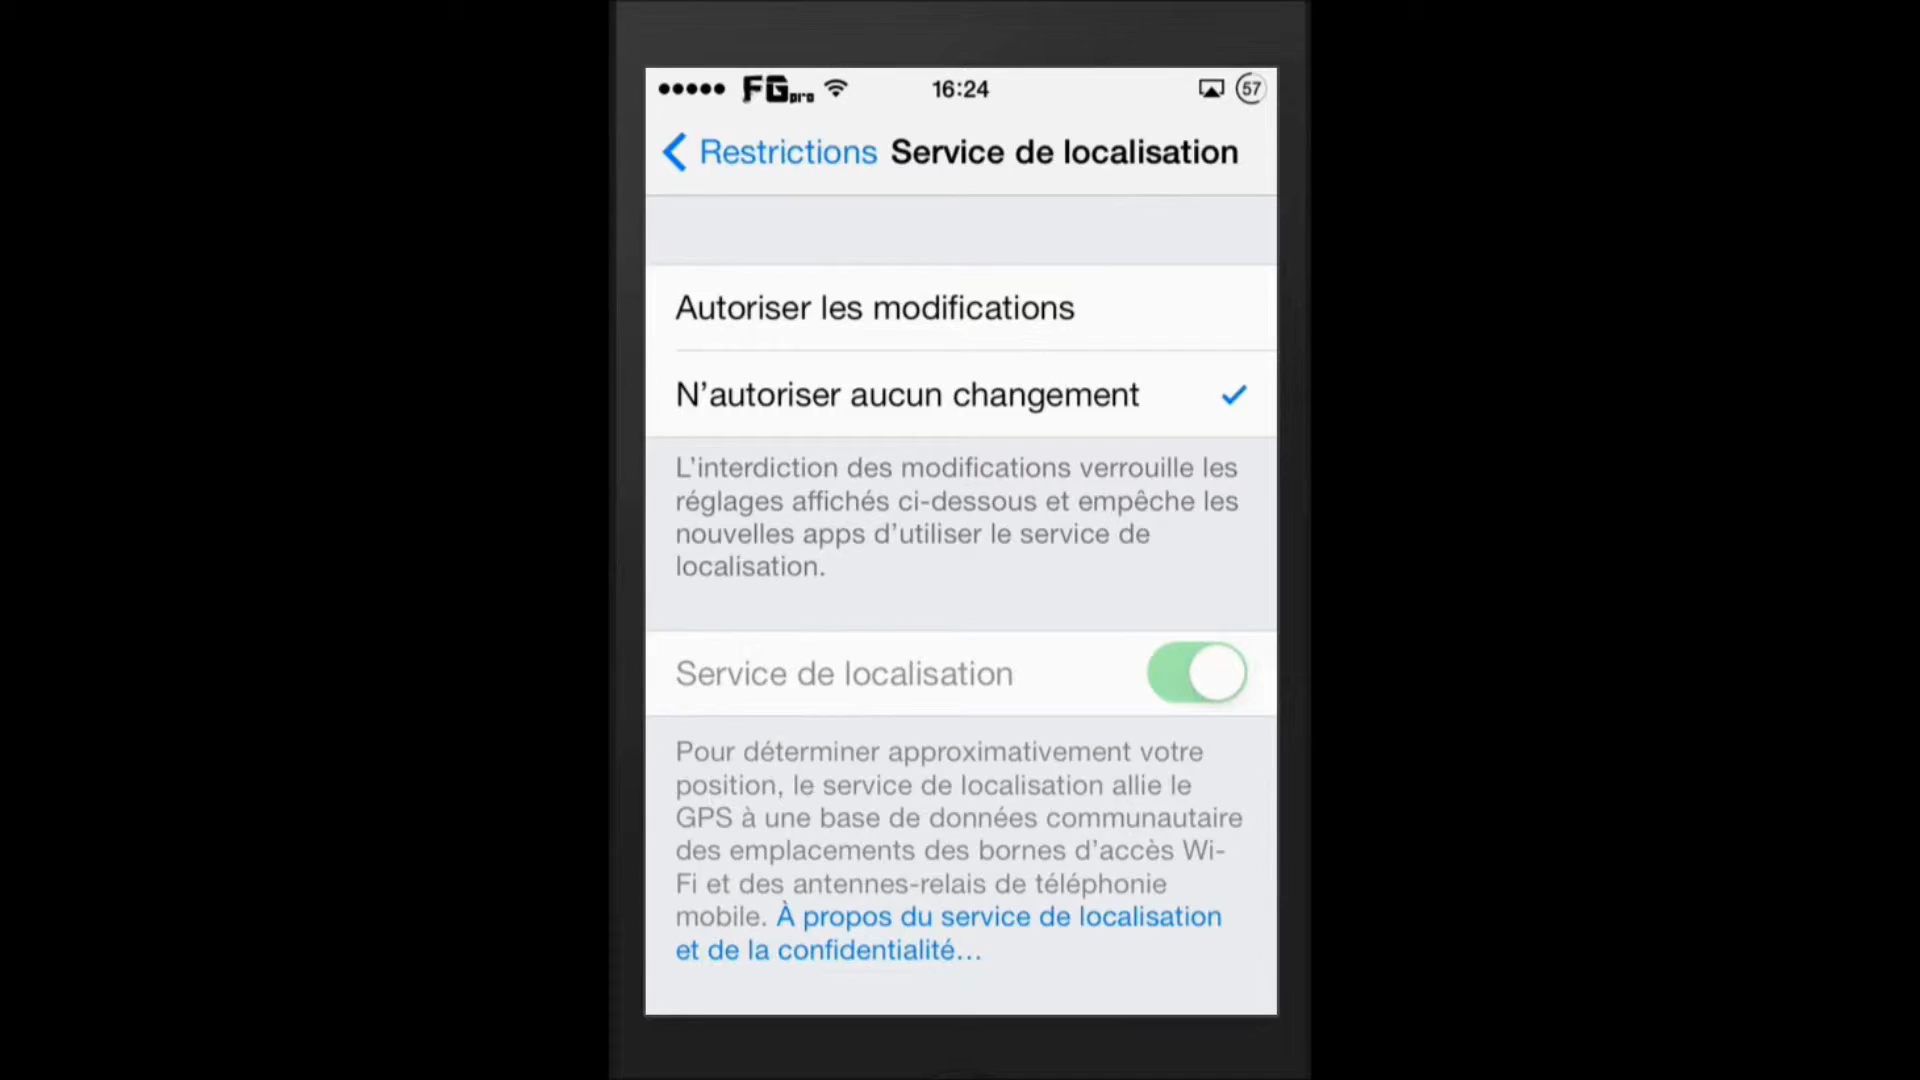 ●●●●● FGpro 16:24 57
Restrictions Service de localisation
Autoriser les modifications
N’autoriser aucun changement
L’interdiction des modifications verrouille les
réglages affichés ci-dessous et empêche les
nouvelles apps d’utiliser le service de
localisation.
Service de localisation
Pour déterminer approximativement votre
position, le service de localisation allie le
GPS à une base de données communautaire
des emplacements des bornes d’accès Wi-
Fi et des antennes-relais de téléphonie
mobile. À propos du service de localisation
et de la confidentialité…